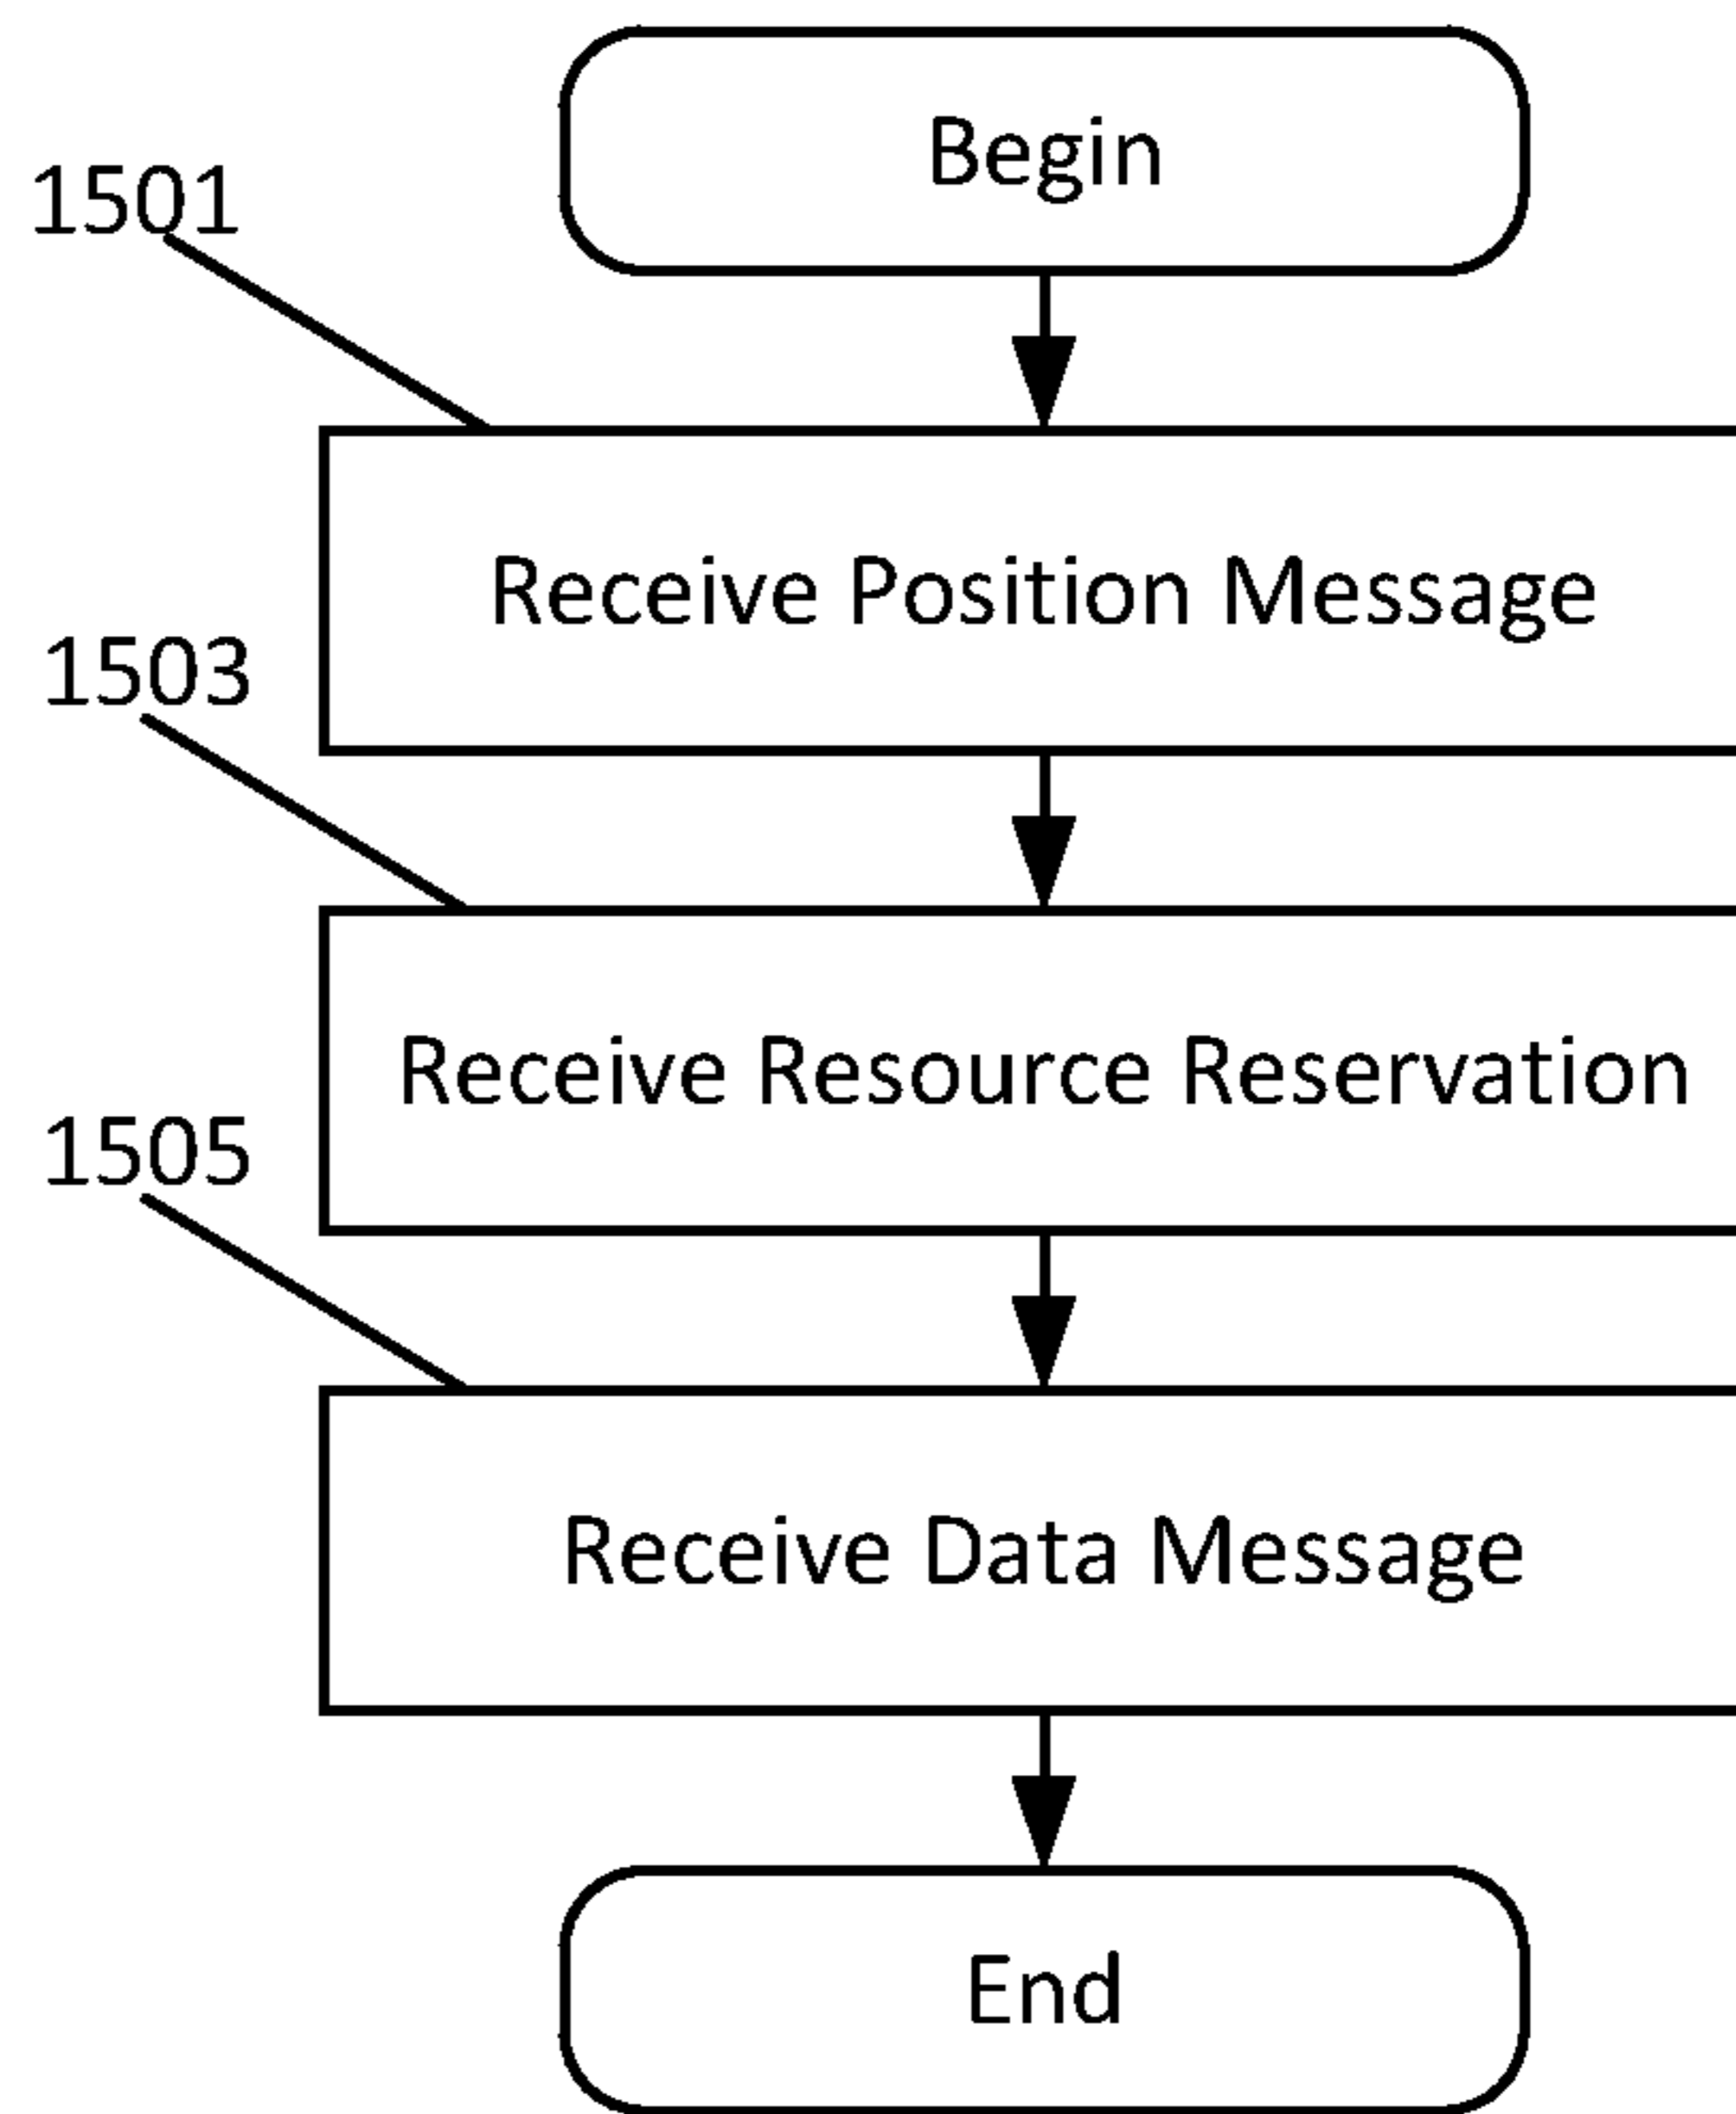 Begin
1501
Receive Position Message
1503
Receive Resource Reservation
1505
Receive Data Message
End